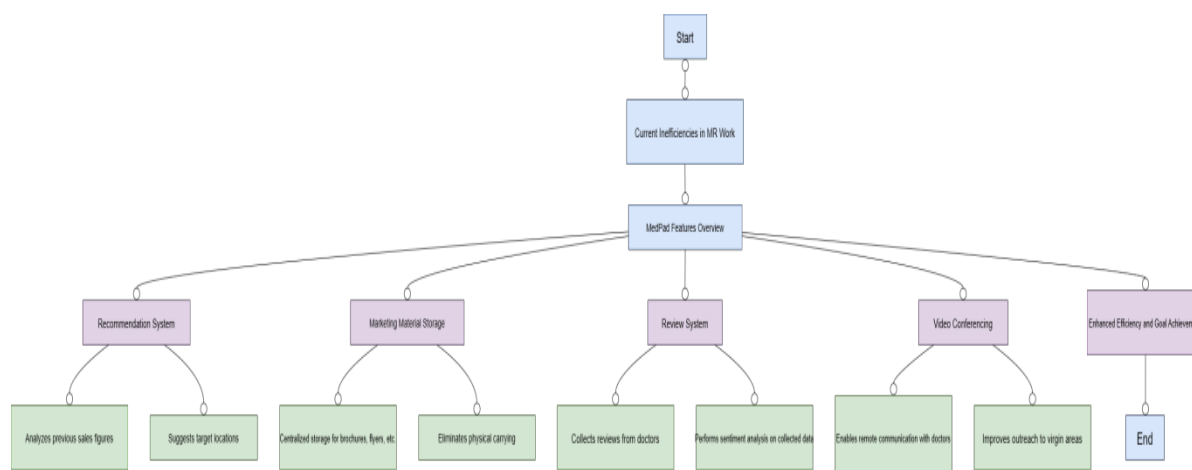 Start
Current Inefficiencies in MR Work
MedPad Features Overview
Recommendation System
Marketing Material Storage
Review System
Video Conferencing
Enhanced Efficiency and Goal Achievem
Analyzes previous sales figures
Suggests target locations
Centralized storage for brochures, flyers, etc.
Eliminates physical carrying
Collects reviews from doctors
Performs sentiment analysis on collected data
Enables remote communication with doctors
Improves outreach to virgin areas
End